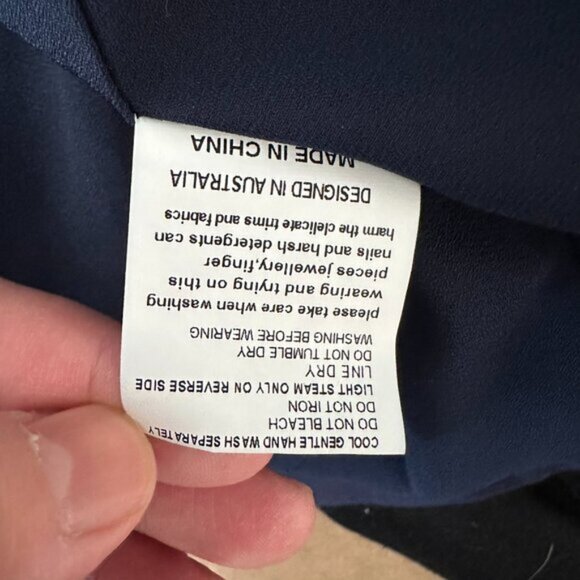 COOL GENTLE HAND WASH SEPARATELY
DO NOT BLEACH
DO NOT IRON
LIGHT STEAM ONLY ON REVERSE SIDE
LINE DRY
DO NOT TUMBLE DRY
WASHING BEFORE WEARING
please take care when washing
wearing and trying on this
pieces jewellery,finger
nails and harsh detergents can
harm the clelicate trims and fabrics
DESIGNED IN AUSTRALIA
MADE IN CHINA